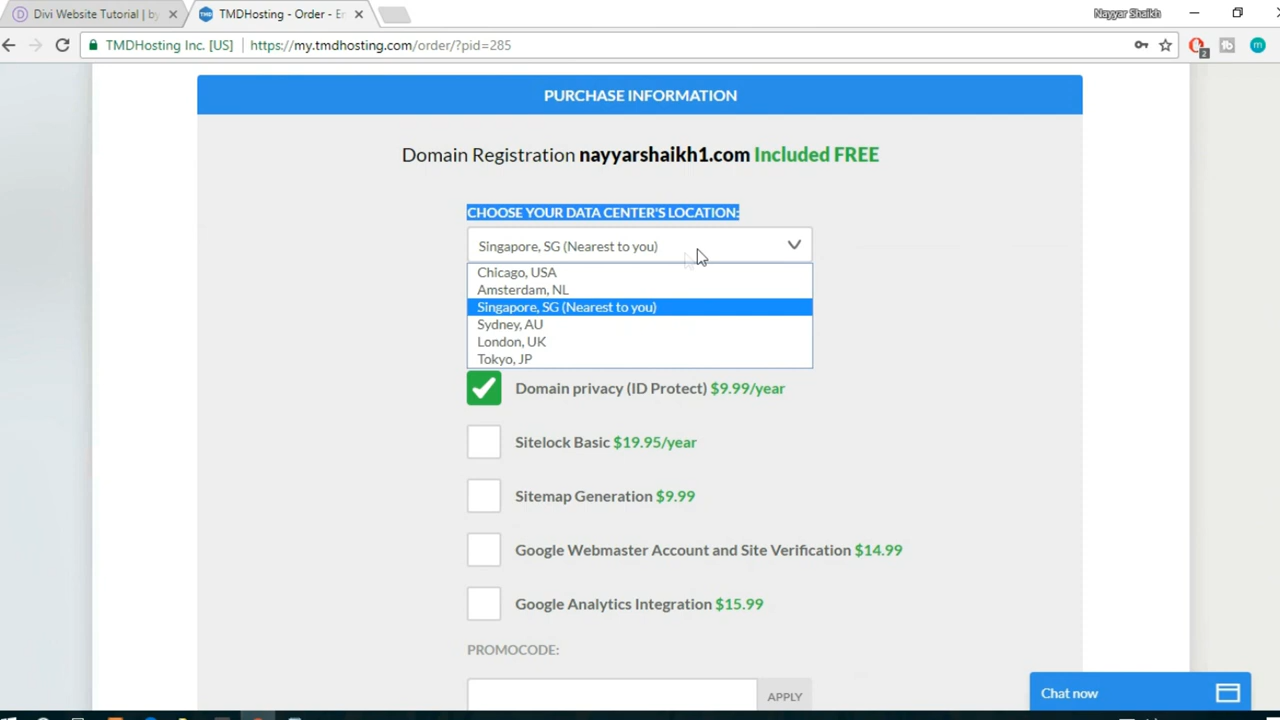 Divi Website Tutorial | by
TMDHosting - Order - Er
Nayyar Shaikh
TMDHosting Inc. [US]
https://my.tmdhosting.com/order/?pid=285
2
m
PURCHASE INFORMATION
Domain Registration nayyarshaikh1.com Included FREE
CHOOSE YOUR DATA CENTER'S LOCATION:
Singapore, SG (Nearest to you)
Chicago, USA
Amsterdam, NL
Singapore, SG (Nearest to you)
Sydney, AU
London, UK
Tokyo, JP
Domain privacy (ID Protect) $9.99/year
Sitelock Basic $19.95/year
Sitemap Generation $9.99
Google Webmaster Account and Site Verification $14.99
Google Analytics Integration $15.99
PROMOCODE:
APPLY
Chat now